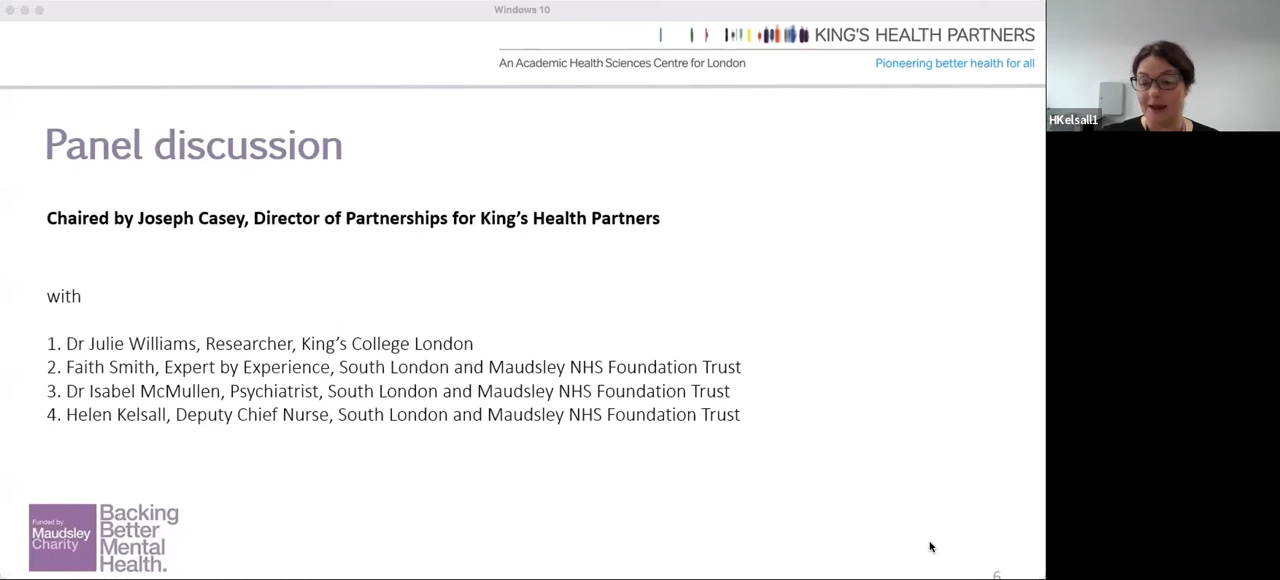 Windows 10
KING'S HEALTH PARTNERS
An Academic Health Sciences Centre for London
Pioneering better health for all
HKelsall1
Panel discussion
Chaired by Joseph Casey, Director of Partnerships for King's Health Partners
with
1. Dr Julie Williams, Researcher, King's College London
2. Faith Smith, Expert by Experience, South London and Maudsley NHS Foundation Trust
3. Dr Isabel McMullen, Psychiatrist, South London and Maudsley NHS Foundation Trust
4. Helen Kelsall, Deputy Chief Nurse, South London and Maudsley NHS Foundation Trust
Funded by
Maudsley
Charity
Backing
Better
Mental
Health.
6